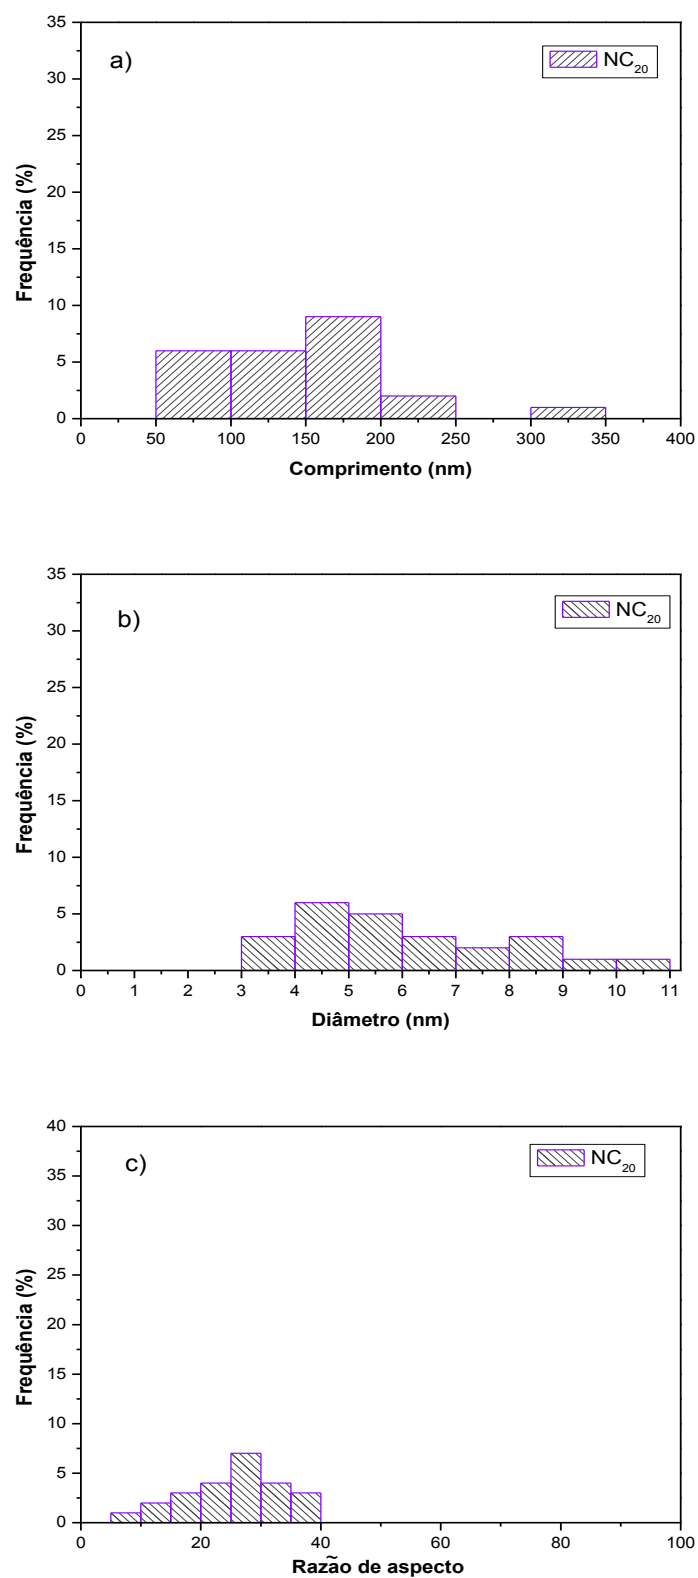 a)
NC20
35
30
25
20
15
10
5
0
Frequência (%)
0 50 100 150 200 250 300 350 400
Comprimento (nm)
b)
NC20
35
30
25
20
15
10
5
0
Frequência (%)
0 1 2 3 4 5 6 7 8 9 10 11
Diâmetro (nm)
c)
NC20
40
35
30
25
20
15
10
5
0
Frequência (%)
0 20 40 60 80 100
Razão de aspecto